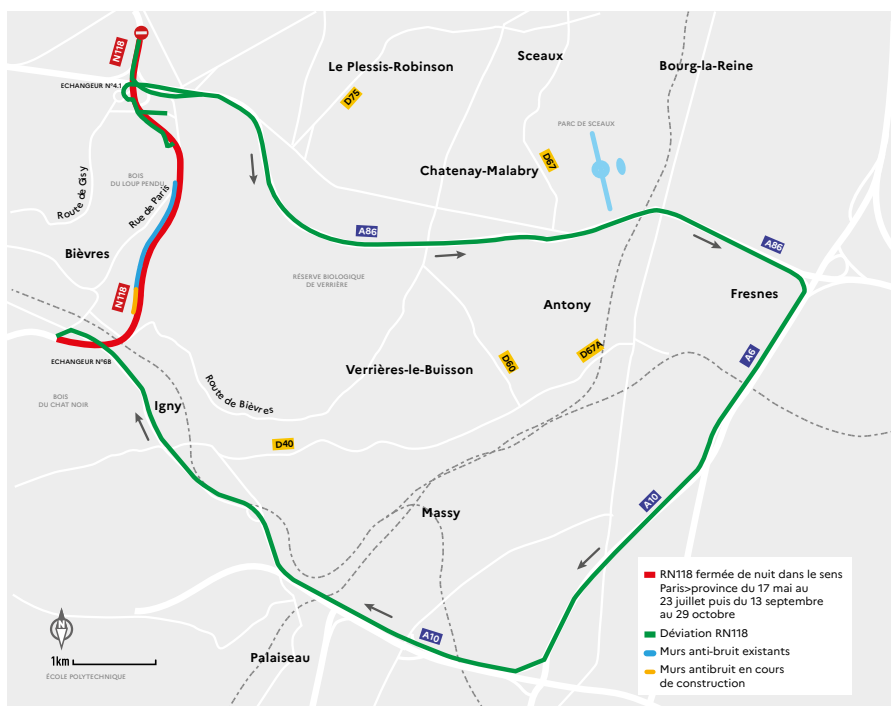 N118
ECHANGEUR N°4.1
Le Plessis-Robinson
Sceaux
Bourg-la-Reine
D75
PARC DE SCEAUX
D67
Chatenay-Malabry
BOIS
DU LOUP PENDU
Route de Gisy
Rue de Paris
Bièvres
A86
A86
RÉSERVE BIOLOGIQUE
DE VERRIÈRE
N118
Antony
Fresnes
ECHANGEUR N°68
Verrières-le-Buisson
D60
D67A
A6
BOIS
DU CHAT NOIR
Igny
Route de Bièvres
D40
Massy
A10
RN118 fermée de nuit dans le sens
Paris>province du 17 mai au
23 juillet puis du 13 septembre
au 29 octobre
Déviation RN118
Murs anti-bruit existants
Murs antibruit en cours
de construction
A10
Palaiseau
N
1km
ÉCOLE POLYTECHNIQUE